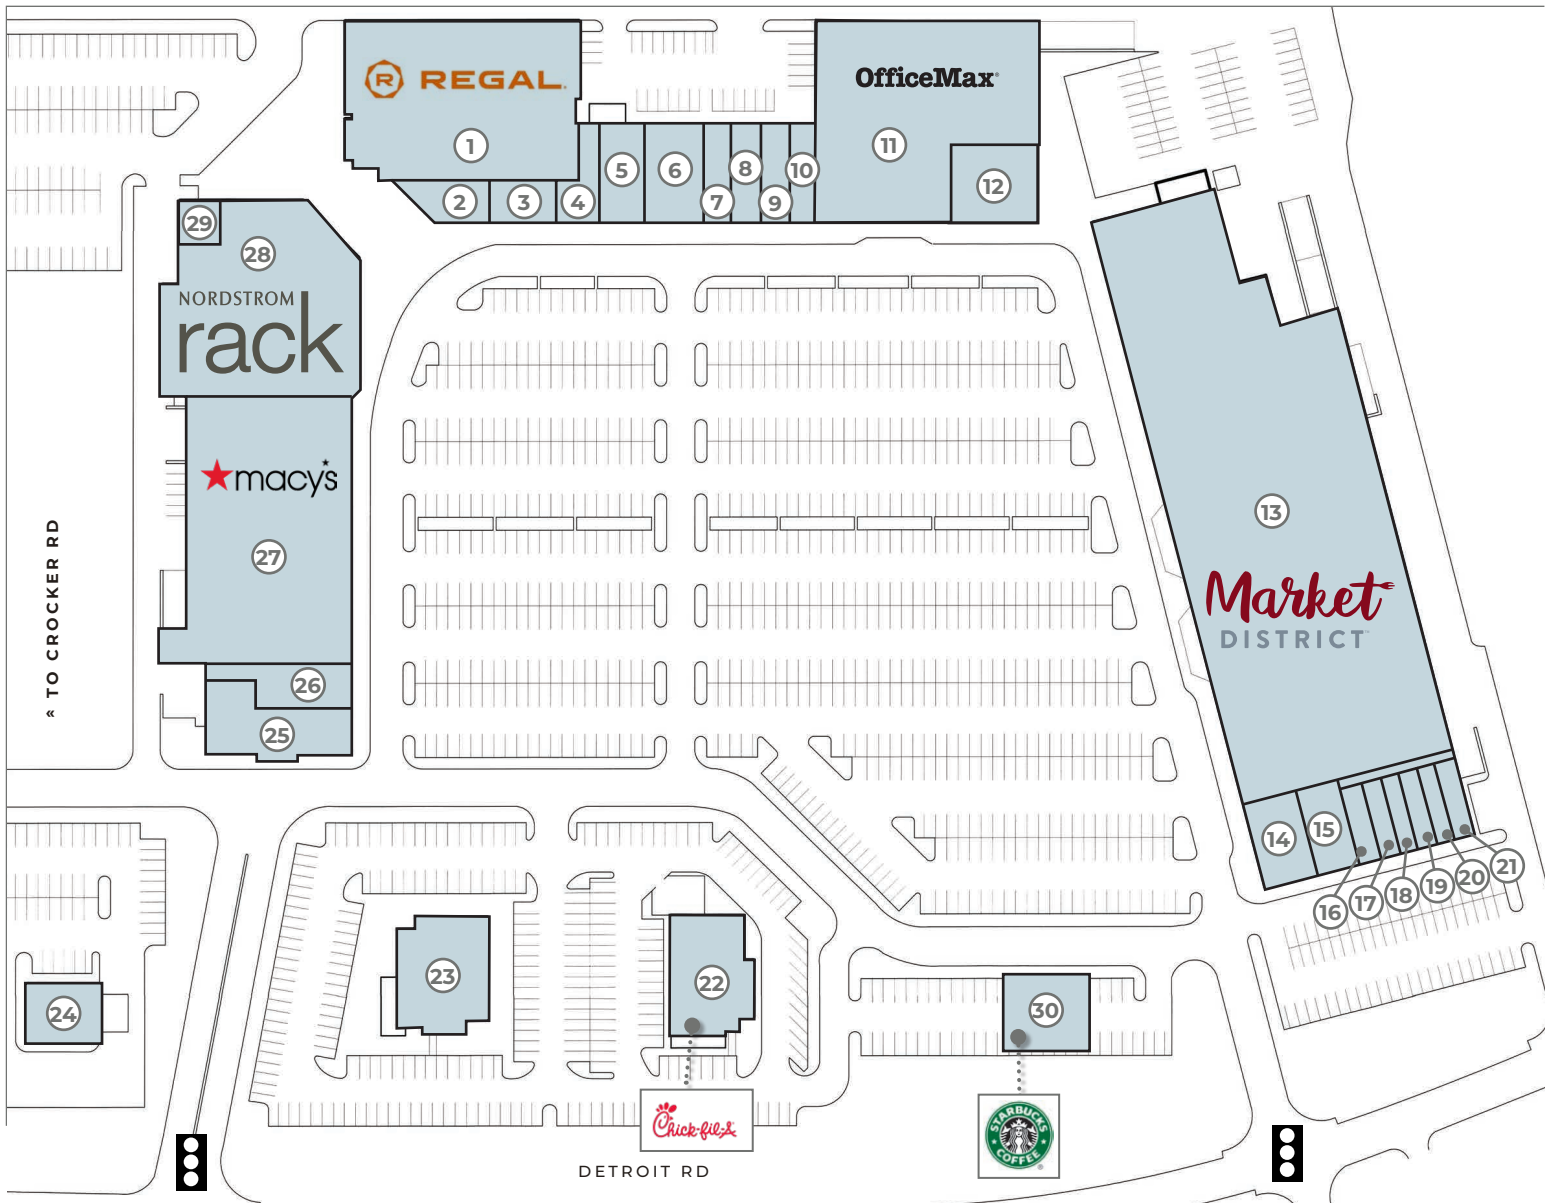 R REGAL
OfficeMax
1
2
3
4
5
6
7
8
9
10
11
12
29
28
NORDSTROM
rack
macy's
27
26
25
« TO CROCKER RD
13
Market
DISTRICT
14
15
16
17
18
19
20
21
24
23
22
30
Chick-fil-A
STARBUCKS
COFFEE
DETROIT RD